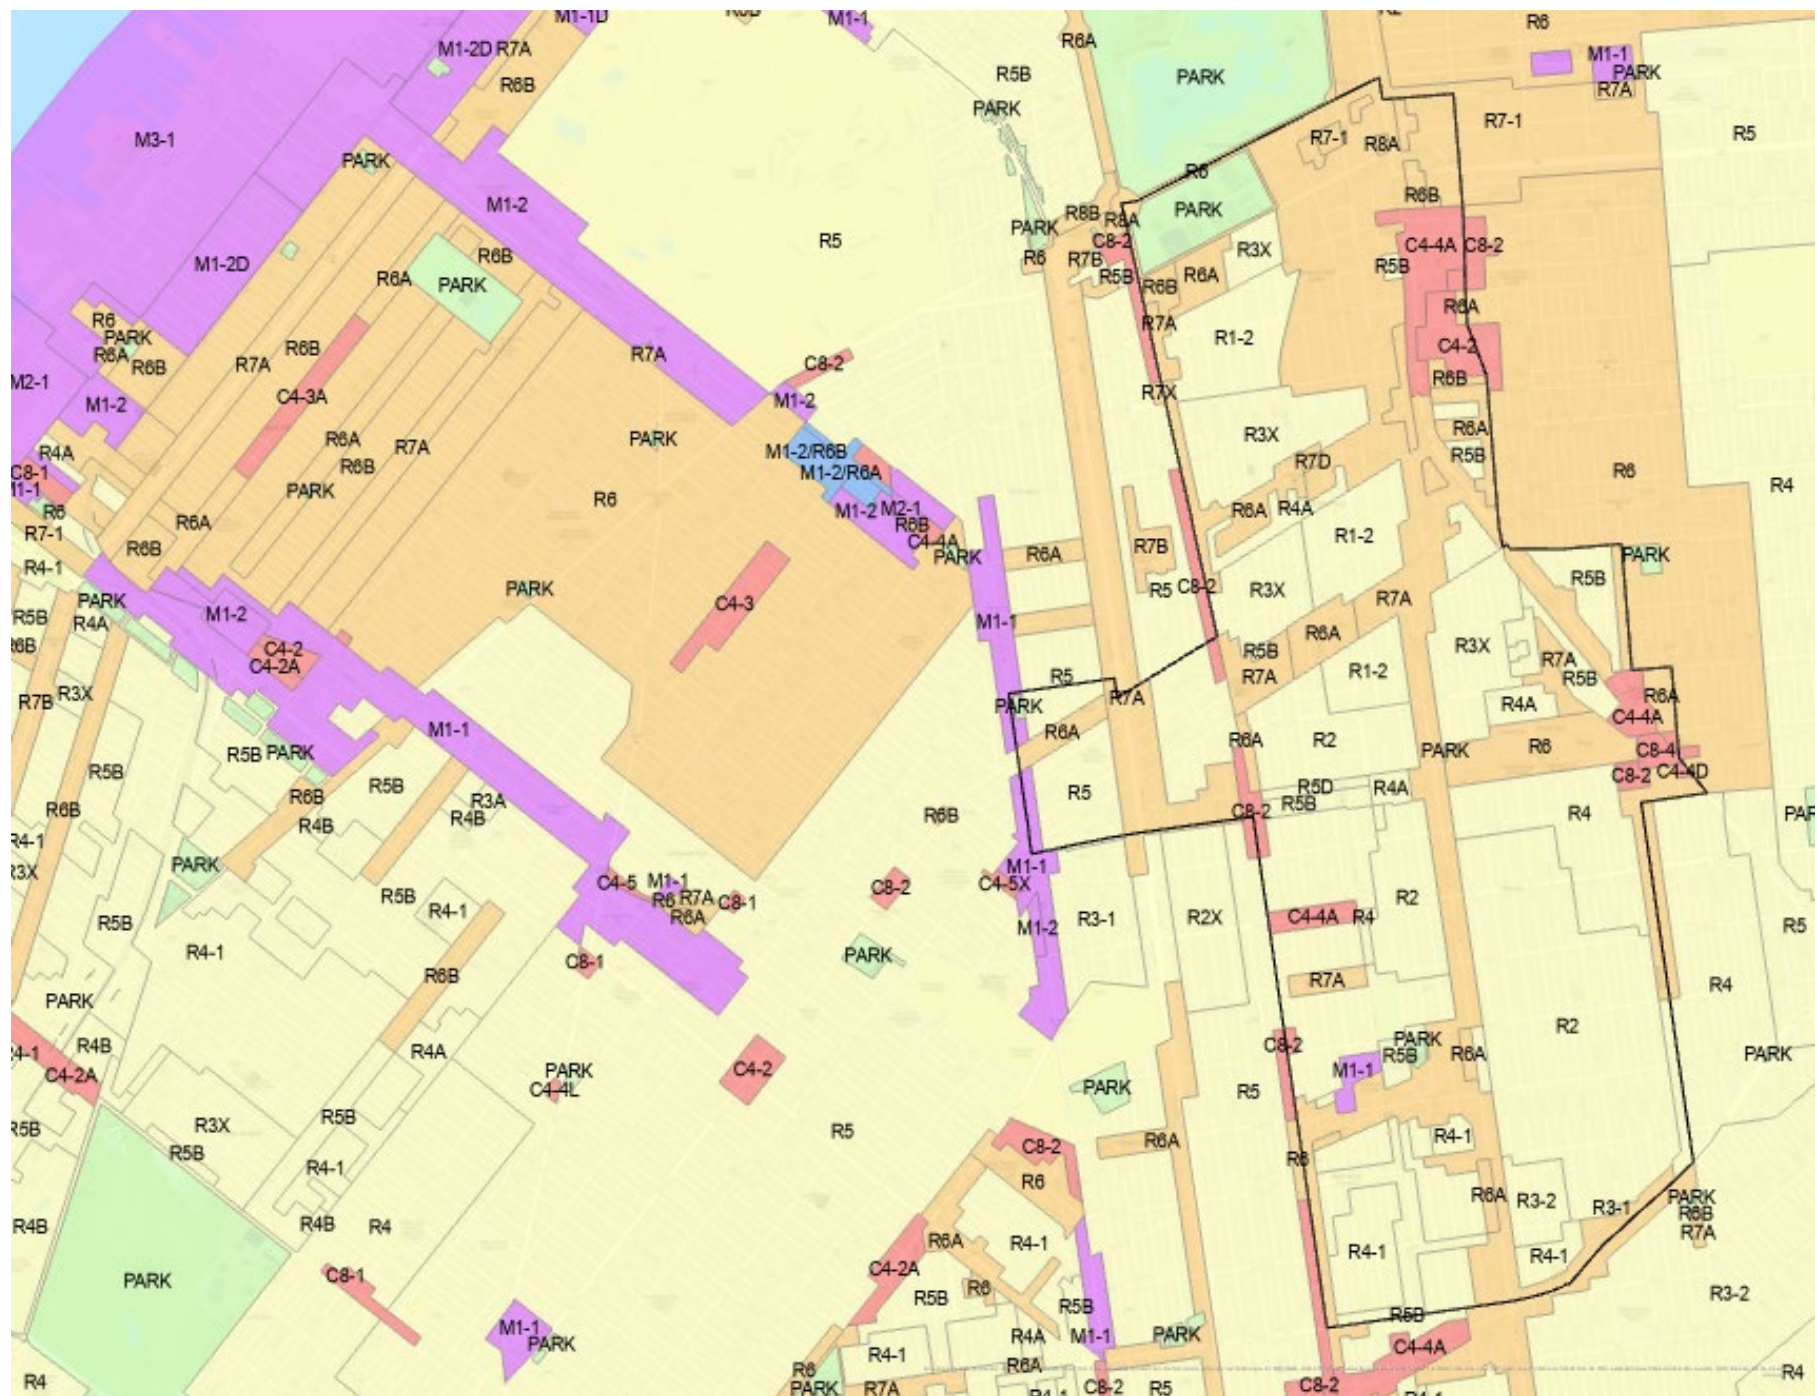 M1-1D
R6B
M1-1
R6
M1-2D
R7A
R6A
R6B
R5B
PARK
M1-1
PARK
R7A
PARK
M3-1
R7-1
R8A
R7-1
R5
PARK
R6
M1-2
PARK
R6B
R8B
R8A
PARK
R5
C8-2
R3X
C4-4A
C8-2
R6B
R6
R7B
R5B
R6A
R5B
M1-2D
R6A
PARK
R6B
R6A
R6
PARK
R6A
R6B
R7A
R6B
R7A
C8-2
R7A
R1-2
C4-2
R6B
M2-1
M1-2
C4-3A
M1-2
R7X
R6A
R6B
R7A
PARK
M1-2/R6B
M1-2/R6A
R3X
R7D
R6A
R5B
R6
R4
R4A
C8-1
PARK
R6
M1-2
M2-1
R6B
C4-4A
R6A
R4A
R6
R7-1
R6A
R6B
PARK
R6A
R7B
R1-2
PARK
R4-1
PARK
PARK
R5
C8-2
R3X
R7A
R5B
R5B
R4A
M1-2
C4-3
M1-1
R6A
C4-2
C4-2A
R5B
R7A
R3X
R7A
R5B
R1-2
R3X
R7B
R5
PARK
R7A
R6A
R4A
C4-4A
M1-1
R6A
R6A
R2
PARK
R6
C8-4
R5B
PARK
C8-2
C4-4D
R5B
R5B
R6B
R3A
R4B
R4B
R6B
R5
R5D
R5B
R4A
C8-2
R4
R6B
R4-1
PARK
M1-1
C4-5
M1-1
R6
R7A
R6A
C8-1
C8-2
C4-5X
R2
R5B
R4-1
R3-1
R2X
C4-4A
R4
M1-2
R5
R5B
R4-1
PARK
C8-1
R6B
R7A
R4
PARK
R2
R4B
R4A
C8-2
PARK
R5B
R6A
PARK
C4-2A
PARK
C4-4L
C4-2
PARK
M1-1
R5
R3X
R5B
R5B
R5
R6A
C8-2
R4-1
R6
R4-1
R6
R6A
R3-2
R3-1
PARK
R6B
R7A
R4B
R4B
R4
R6A
R4-1
R4-1
R4-1
PARK
C8-1
C4-2A
R5B
R6
R5B
R5B
R3-2
M1-1
PARK
R4A
M1-1
PARK
C4-4A
R4-1
R6A
R4
R6
PARK
R7A
C8-2
R5
C8-2
R4